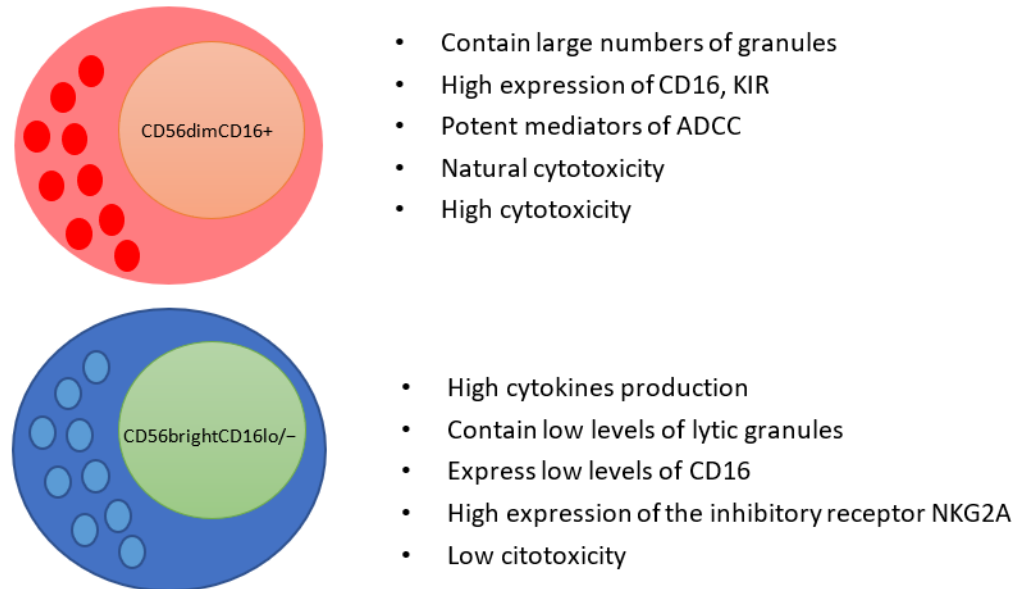 CD56dimCD16+
• Contain large numbers of granules
• High expression of CD16, KIR
• Potent mediators of ADCC
• Natural cytotoxicity
• High cytotoxicity
CD56brightCD16lo/−
• High cytokines production
• Contain low levels of lytic granules
• Express low levels of CD16
• High expression of the inhibitory receptor NKG2A
• Low citotoxicity